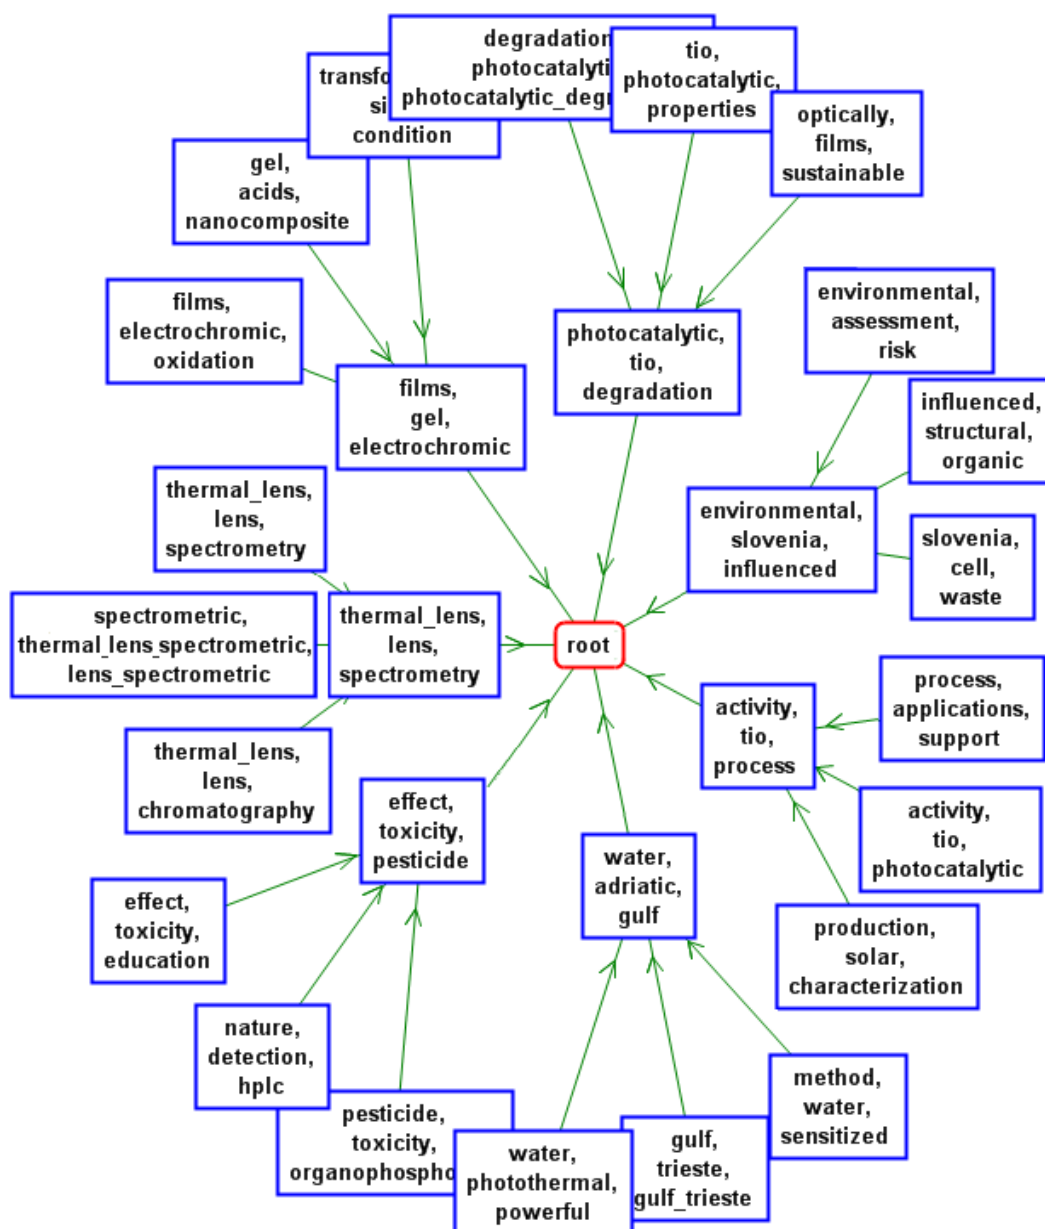 degradation
photocatalytic
photocatalytic_degr
tio,
photocatalytic,
properties
condition
optically,
films,
sustainable
gel,
acids,
nanocomposite
films,
electrochromic,
oxidation
films,
gel,
electrochromic
photocatalytic,
tio,
degradation
environmental,
assessment,
risk
influenced,
structural,
organic
environmental,
slovenia,
influenced
slovenia,
cell,
waste
thermal_lens,
lens,
spectrometry
spectrometric,
thermal_lens_spectrometric,
lens_spectrometric
thermal_lens,
lens,
spectrometry
root
thermal_lens,
lens,
chromatography
activity,
tio,
process
process,
applications,
support
activity,
tio,
photocatalytic
production,
solar,
characterization
effect,
toxicity,
pesticide
effect,
toxicity,
education
nature,
detection,
hplc
pesticide,
toxicity,
organophospho
water,
adriatic,
gulf
water,
photothermal,
powerful
gulf,
trieste,
gulf_trieste
method,
water,
sensitized